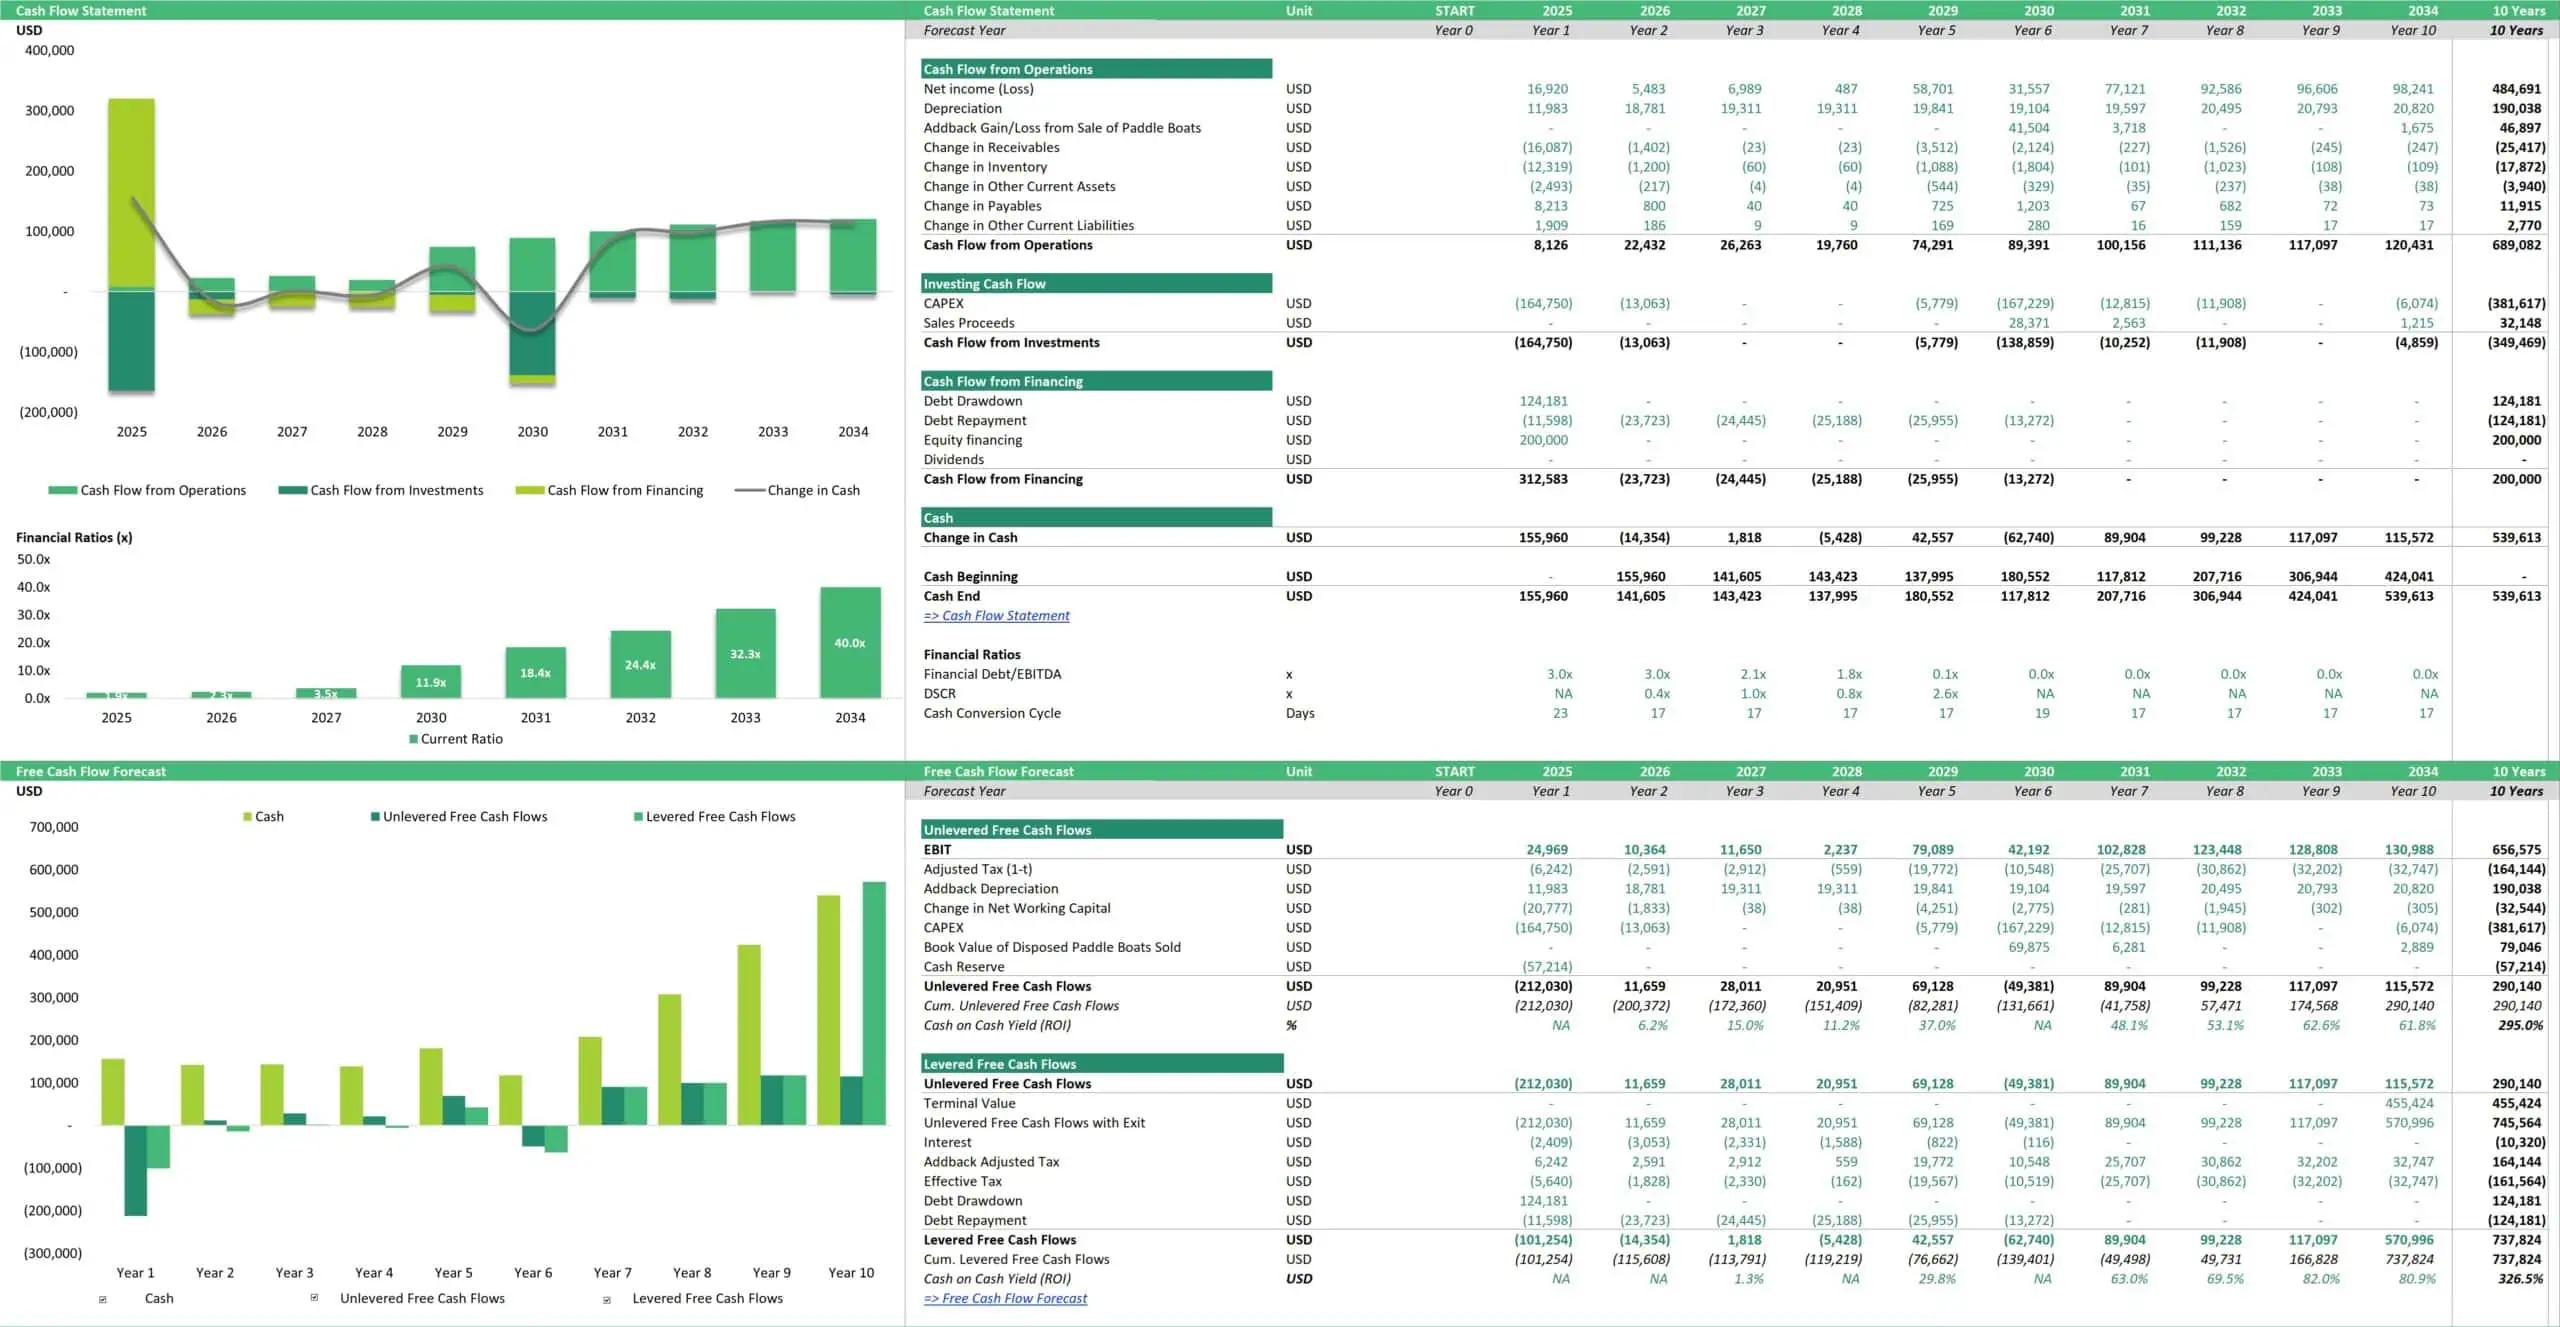 Cash Flow Statement
USD
400,000
300,000
200,000
100,000
-
(100,000)
(200,000)
2025 2026 2027 2028 2029 2030 2031 2032 2033 2034
Cash Flow from Operations Cash Flow from Investments Cash Flow from Financing Change in Cash
Financial Ratios (x)
50.0x
40.0x
30.0x
20.0x
10.0x
0.0x
1.9x 2.3x 3.5x 11.9x 18.4x 24.4x 32.3x 40.0x
2025 2026 2027 2030 2031 2032 2033 2034
Current Ratio
Cash Flow Statement Unit START 2025 2026 2027 2028 2029 2030 2031 2032 2033 2034 10 Years
Forecast Year Year 0 Year 1 Year 2 Year 3 Year 4 Year 5 Year 6 Year 7 Year 8 Year 9 Year 10 10 Years
Cash Flow from Operations
Net income (Loss) USD 16,920 5,483 6,989 487 58,701 31,557 77,121 92,586 96,606 98,241 484,691
Depreciation USD 11,983 18,781 19,311 19,311 19,841 19,104 19,597 20,495 20,793 20,820 190,038
Addback Gain/Loss from Sale of Paddle Boats USD - - - - - 41,504 3,718 - - 1,675 46,897
Change in Receivables USD (16,087) (1,402) (23) (23) (3,512) (2,124) (227) (1,526) (245) (247) (25,417)
Change in Inventory USD (12,319) (1,200) (60) (60) (1,088) (1,804) (101) (1,023) (108) (109) (17,872)
Change in Other Current Assets USD (2,493) (217) (4) (4) (544) (329) (35) (237) (38) (38) (3,940)
Change in Payables USD 8,213 800 40 40 725 1,203 67 682 72 73 11,915
Change in Other Current Liabilities USD 1,909 186 9 9 169 280 16 159 17 17 2,770
Cash Flow from Operations USD 8,126 22,432 26,263 19,760 74,291 89,391 100,156 111,136 117,097 120,431 689,082
Investing Cash Flow
CAPEX USD (164,750) (13,063) - - (5,779) (167,229) (12,815) (11,908) - (6,074) (381,617)
Sales Proceeds USD - - - - - 28,371 2,563 - - 1,215 32,148
Cash Flow from Investments USD (164,750) (13,063) - - (5,779) (138,859) (10,252) (11,908) - (4,859) (349,469)
Cash Flow from Financing
Debt Drawdown USD 124,181 - - - - - - - - - 124,181
Debt Repayment USD (11,598) (23,723) (24,445) (25,188) (25,955) (13,272) - - - - (124,181)
Equity financing USD 200,000 - - - - - - - - - 200,000
Dividends USD - - - - - - - - - - -
Cash Flow from Financing USD 312,583 (23,723) (24,445) (25,188) (25,955) (13,272) - - - - 200,000
Cash
Change in Cash USD 155,960 (14,354) 1,818 (5,428) 42,557 (62,740) 89,904 99,228 117,097 115,572 539,613
Cash Beginning USD - 155,960 141,605 143,423 137,995 180,552 117,812 207,716 306,944 424,041 -
Cash End USD 155,960 141,605 143,423 137,995 180,552 117,812 207,716 306,944 424,041 539,613 539,613
=> Cash Flow Statement
Financial Ratios
Financial Debt/EBITDA x 3.0x 3.0x 2.1x 1.8x 0.1x 0.0x 0.0x 0.0x 0.0x 0.0x
DSCR x NA 0.4x 1.0x 0.8x 2.6x NA NA NA NA NA
Cash Conversion Cycle Days 23 17 17 17 17 19 17 17 17 17
Free Cash Flow Forecast
USD
Cash Unlevered Free Cash Flows Levered Free Cash Flows
700,000
600,000
500,000
400,000
300,000
200,000
100,000
-
(100,000)
(200,000)
(300,000)
Year 1 Year 2 Year 3 Year 4 Year 5 Year 6 Year 7 Year 8 Year 9 Year 10
Cash Unlevered Free Cash Flows Levered Free Cash Flows
Free Cash Flow Forecast Unit START 2025 2026 2027 2028 2029 2030 2031 2032 2033 2034 10 Years
Forecast Year Year 0 Year 1 Year 2 Year 3 Year 4 Year 5 Year 6 Year 7 Year 8 Year 9 Year 10 10 Years
Unlevered Free Cash Flows
EBIT USD 24,969 10,364 11,650 2,237 79,089 42,192 102,828 123,448 128,808 130,988 656,575
Adjusted Tax (1-t) USD (6,242) (2,591) (2,912) (559) (19,772) (10,548) (25,707) (30,862) (32,202) (32,747) (164,144)
Addback Depreciation USD 11,983 18,781 19,311 19,311 19,841 19,104 19,597 20,495 20,793 20,820 190,038
Change in Net Working Capital USD (20,777) (1,833) (38) (38) (4,251) (2,775) (281) (1,945) (302) (305) (32,544)
CAPEX USD (164,750) (13,063) - - (5,779) (167,229) (12,815) (11,908) - (6,074) (381,617)
Book Value of Disposed Paddle Boats Sold USD - - - - - 69,875 6,281 - - 2,889 79,046
Cash Reserve USD (57,214) - - - - - - - - - (57,214)
Unlevered Free Cash Flows USD (212,030) 11,659 28,011 20,951 69,128 (49,381) 89,904 99,228 117,097 115,572 290,140
Cum. Unlevered Free Cash Flows USD (212,030) (200,372) (172,360) (151,409) (82,281) (131,661) (41,758) 57,471 174,568 290,140 290,140
Cash on Cash Yield (ROI) % NA 6.2% 15.0% 11.2% 37.0% NA 48.1% 53.1% 62.6% 61.8% 295.0%
Levered Free Cash Flows
Unlevered Free Cash Flows USD (212,030) 11,659 28,011 20,951 69,128 (49,381) 89,904 99,228 117,097 115,572 290,140
Terminal Value USD - - - - - - - - - 455,424 455,424
Unlevered Free Cash Flows with Exit USD (212,030) 11,659 28,011 20,951 69,128 (49,381) 89,904 99,228 117,097 570,996 745,564
Interest USD (2,409) (3,053) (2,331) (1,588) (822) (116) - - - - (10,320)
Addback Adjusted Tax USD 6,242 2,591 2,912 559 19,772 10,548 25,707 30,862 32,202 32,747 164,144
Effective Tax USD (5,640) (1,828) (2,330) (162) (19,567) (10,519) (25,707) (30,862) (32,202) (32,747) (161,564)
Debt Drawdown USD 124,181 - - - - - - - - - 124,181
Debt Repayment USD (11,598) (23,723) (24,445) (25,188) (25,955) (13,272) - - - - (124,181)
Levered Free Cash Flows USD (101,254) (14,354) 1,818 (5,428) 42,557 (62,740) 89,904 99,228 117,097 570,996 737,824
Cum. Levered Free Cash Flows USD (101,254) (115,608) (113,791) (119,219) (76,662) (139,401) (49,498) 49,731 166,828 737,824 737,824
Cash on Cash Yield (ROI) USD NA NA 1.3% NA 29.8% NA 63.0% 69.5% 82.0% 80.9% 326.5%
=> Free Cash Flow Forecast